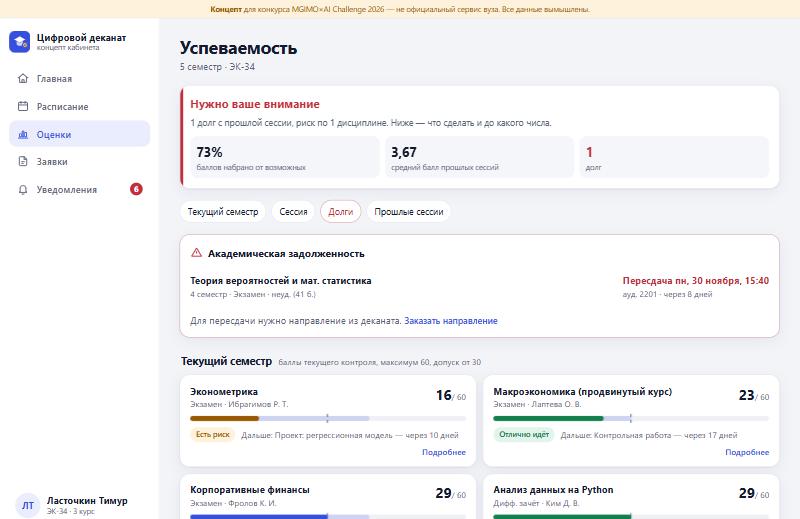 Концепт для конкурса MGIMO×AI Challenge 2026 — не официальный сервис вуза. Все данные вымышлены.
Цифровой деканат
концепт кабинета
Главная
Расписание
Оценки
Заявки
Уведомления 6
ЛТ
Ласточкин Тимур
ЭК-34 · 3 курс
Успеваемость
5 семестр · ЭК-34
Нужно ваше внимание
1 долг с прошлой сессии, риск по 1 дисциплине. Ниже — что сделать и до какого числа.
73%
баллов набрано от возможных
3,67
средний балл прошлых сессий
1
долг
Текущий семестр Сессия Долги Прошлые сессии
Академическая задолженность
Теория вероятностей и мат. статистика
4 семестр · Экзамен · неуд. (41 б.)
Пересдача пн, 30 ноября, 15:40
ауд. 2201 · через 8 дней
Для пересдачи нужно направление из деканата. Заказать направление
Текущий семестр баллы текущего контроля, максимум 60, допуск от 30
Эконометрика
Экзамен · Ибрагимов Р. Т.
16 / 60
Есть риск Дальше: Проект: регрессионная модель — через 10 дней
Подробнее
Макроэкономика (продвинутый курс)
Экзамен · Лаптева О. В.
23 / 60
Отлично идёт Дальше: Контрольная работа — через 17 дней
Подробнее
Корпоративные финансы
Экзамен · Фролов К. И.
29 / 60
Анализ данных на Python
Дифф. зачёт · Ким Д. В.
29 / 60